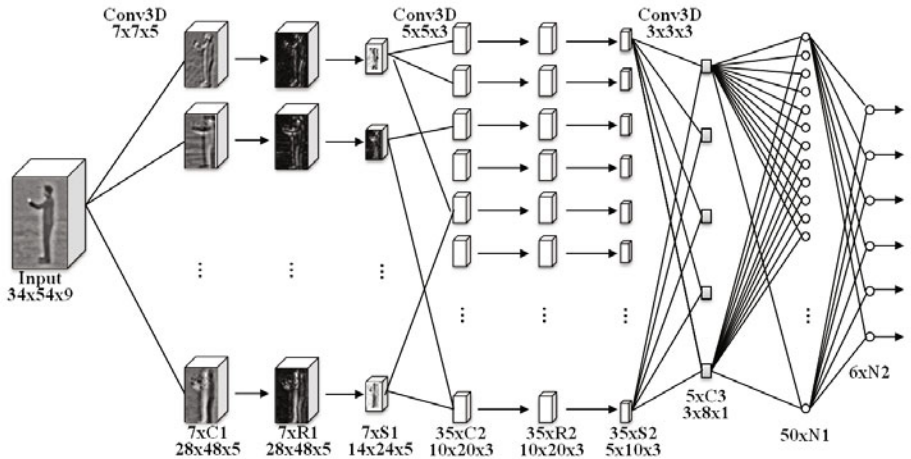 Conv3D
7x7x5
Conv3D
5x5x3
Conv3D
3x3x3
Input
34x54x9
...
...
...
...
...
...
...
7xC1
28x48x5
7xR1
28x48x5
7xS1
14x24x5
35xC2
10x20x3
35xR2
10x20x3
35xS2
5x10x3
5xC3
3x8x1
50xN1
6xN2